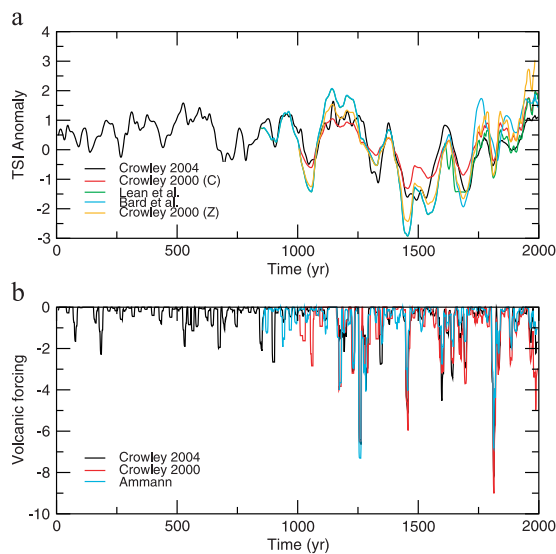 a
4
3
2
1
0
-1
-2
-3
TSI Anomaly
Crowley 2004
Crowley 2000 (C)
Lean et al.
Bard et al.
Crowley 2000 (Z)
0 500 1000 1500 2000
Time (yr)
b
0
-2
-4
-6
-8
-10
Volcanic forcing
Crowley 2004
Crowley 2000
Ammann
0 500 1000 1500 2000
Time (yr)